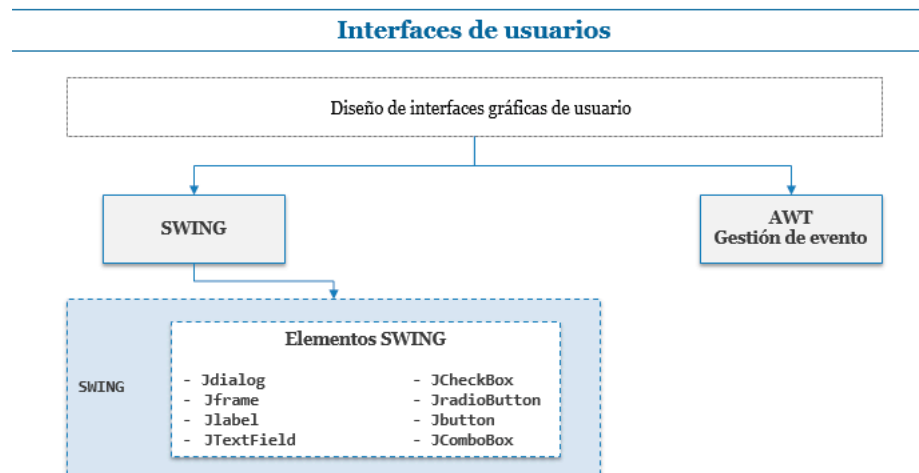 Interfaces de usuarios
Diseño de interfaces gráficas de usuario
SWING
AWT
Gestión de evento
Elementos SWING
SWING
- Jdialog
- Jframe
- Jlabel
- JTextField
- JCheckBox
- JradioButton
- Jbutton
- JComboBox